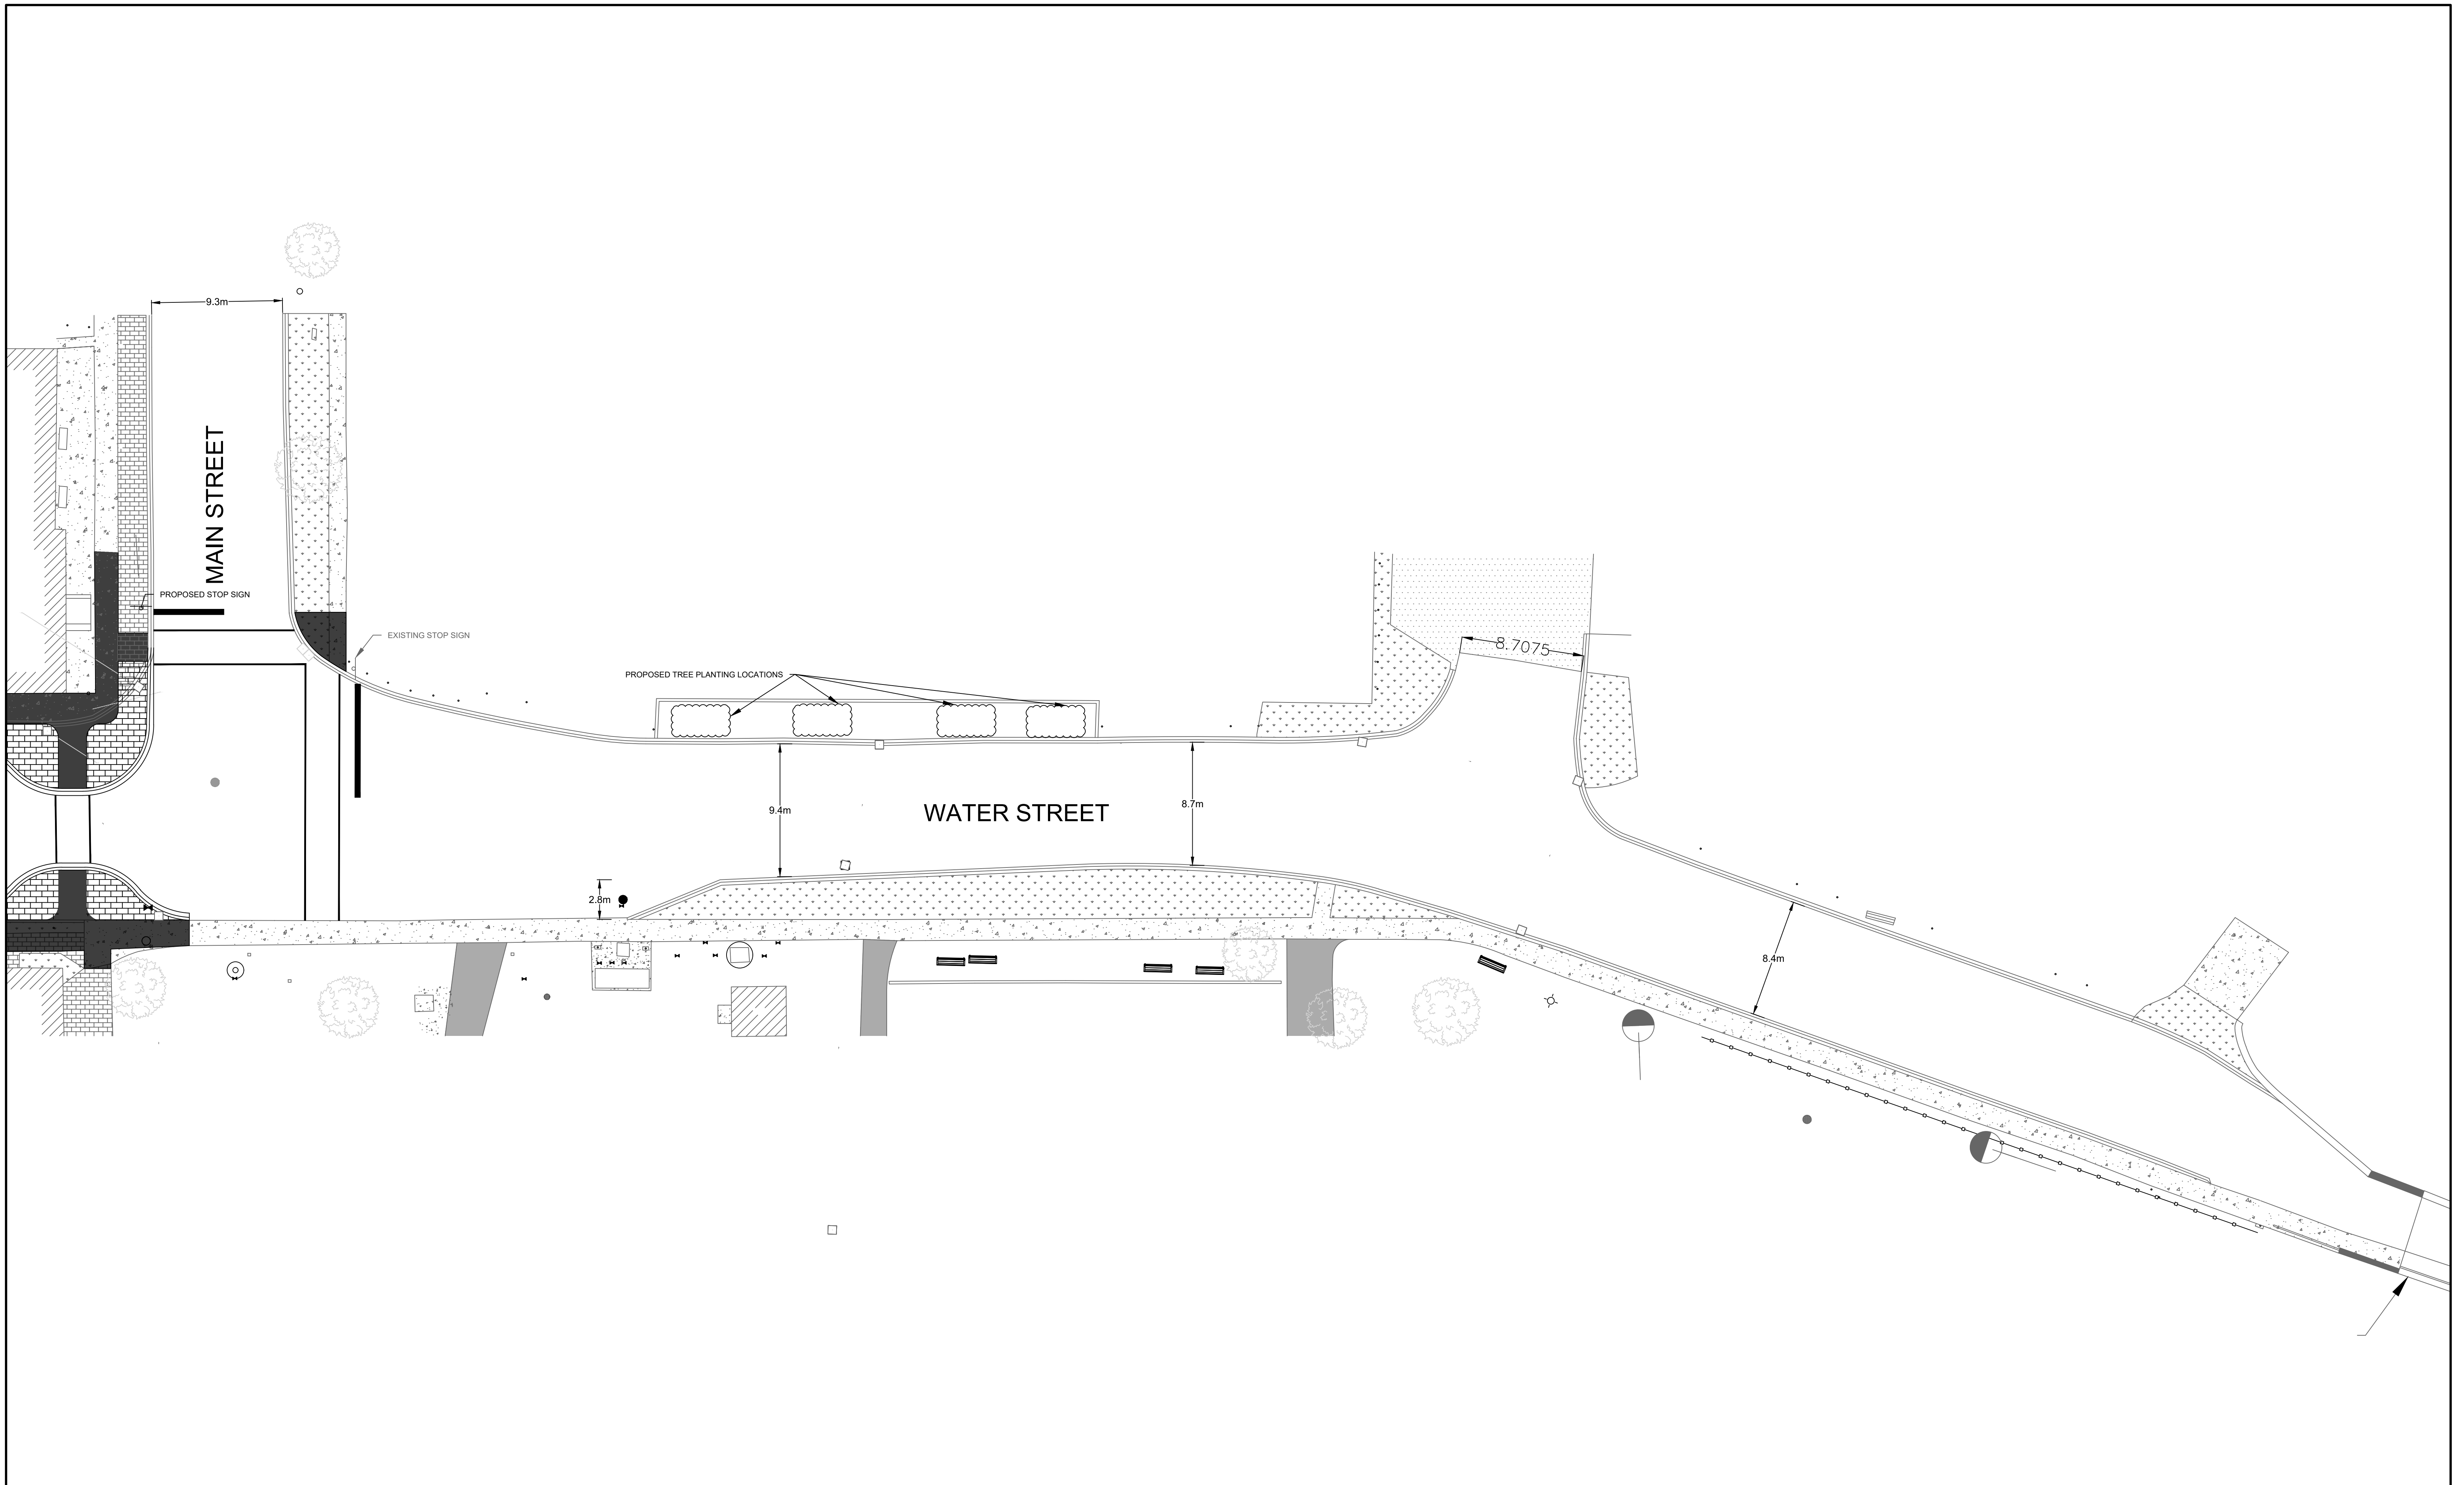 9.3m
MAIN STREET
PROPOSED STOP SIGN
EXISTING STOP SIGN
PROPOSED TREE PLANTING LOCATIONS
8.7075
9.4m
WATER STREET
8.7m
2.8m
8.4m